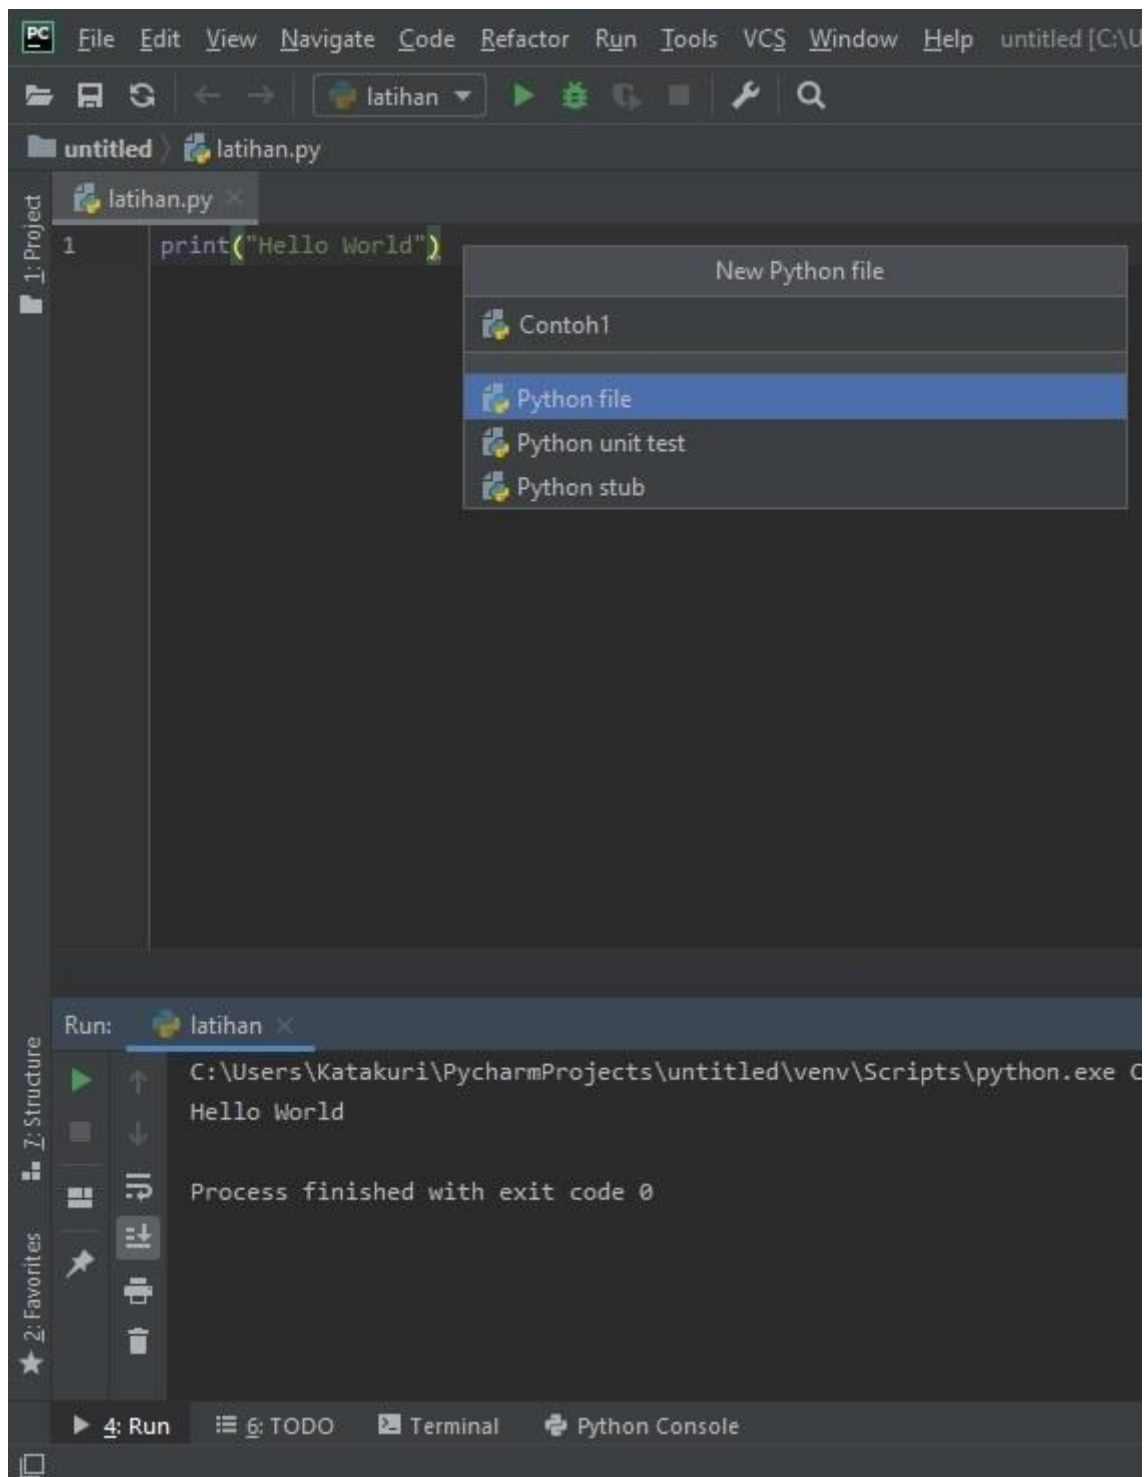 PC File Edit View Navigate Code Refactor Run Tools VCS Window Help untitled [C:\U
latihan
untitled latihan.py
latihan.py
1: Project
1 print("Hello World")
New Python file
Contoh1
Python file
Python unit test
Python stub
Run: latihan
C:\Users\Katakuri\PycharmProjects\untitled\venv\Scripts\python.exe C
Hello World
Process finished with exit code 0
7: Structure
2: Favorites
4: Run 6: TODO Terminal Python Console